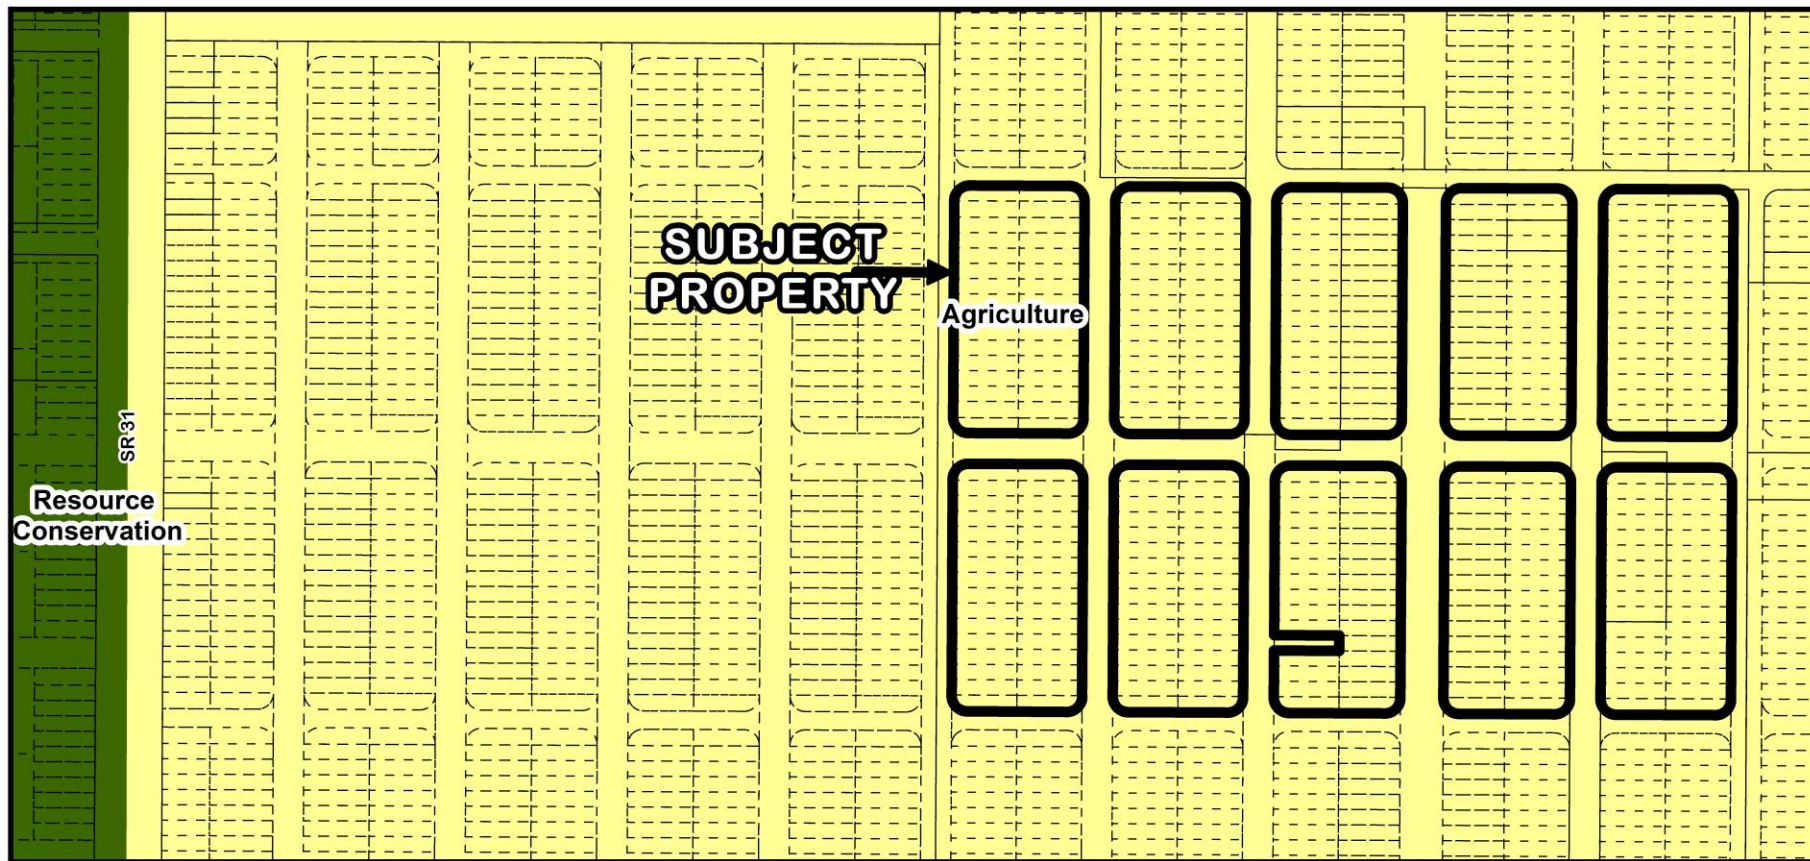 SUBJECT
PROPERTY
Agriculture
SR 31
Resource
Conservation